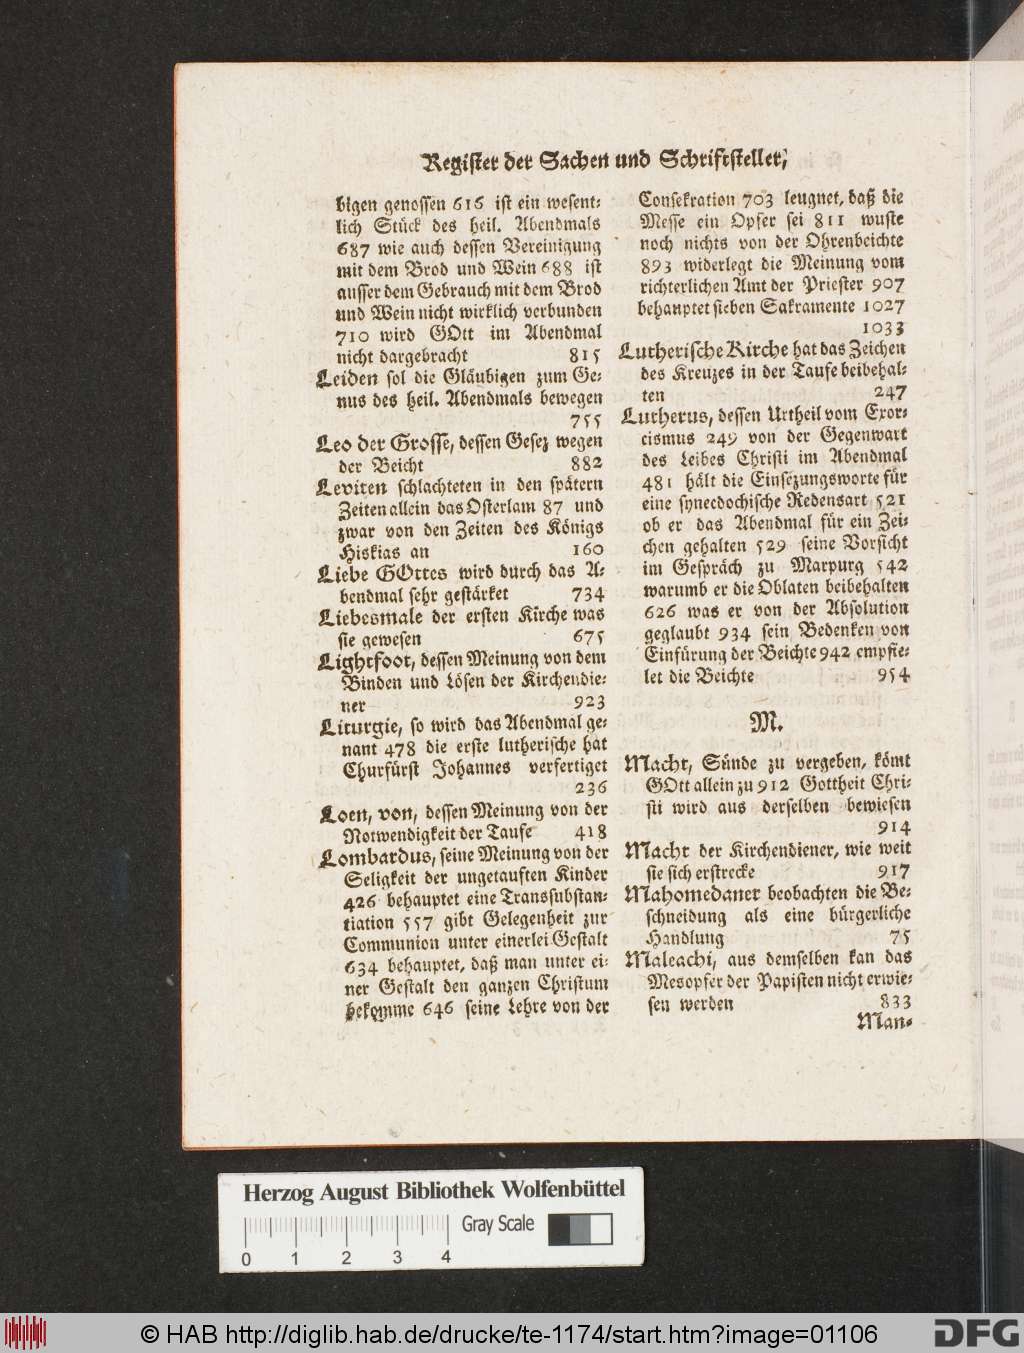 Register der Sachen und Schriftsteller,
bigen genossen 616 ist ein wesent-
lich Stück des heil. Abendmals
687 wie auch dessen Vereinigung
mit dem Brod und Wein 688 ist
ausser dem Gebrauch mit dem Brod
und Wein nicht wirklich verbunden
710 wird GOtt im Abendmal
nicht dargebracht 815
Leiden sol die Gläubigen zum Ge-
nus des heil. Abendmals bewegen
755
Leo der Grosse, dessen Gesez wegen
der Beicht 882
Leviten schlachteten in den spätern
Zeiten allein das Osterlam 87 und
zwar von den Zeiten des Königs
Hiskias an 160
Liebe GOttes wird durch das A-
bendmal sehr gestärket 734
Liebesmale der ersten Kirche was
sie gewesen 675
Lightfoot, dessen Meinung von dem
Binden und Lösen der Kirchendie-
ner 923
Liturgie, so wird das Abendmal ge-
nant 478 die erste lutherische hat
Churfürst Johannes verfertiget
236
Loen, von, dessen Meinung von der
Notwendigkeit der Taufe 418
Lombardus, seine Meinung von der
Seligkeit der ungetauften Kinder
426 behauptet eine Transsubstan-
tiation 557 gibt Gelegenheit zur
Communion unter einerlei Gestalt
634 behauptet, daß man unter ei-
ner Gestalt den ganzen Christum
bekomme 646 seine Lehre von der
Consekration 703 leugnet, daß die
Messe ein Opfer sei 811 wuste
noch nichts von der Ohrenbeichte
893 widerlegt die Meinung vom
richterlichen Amt der Priester 907
behauptet sieben Sakramente 1027
1033
Lutherische Kirche hat das Zeichen
des Kreuzes in der Taufe beibehal-
ten 247
Lutherus, dessen Urtheil vom Exor-
cismus 249 von der Gegenwart
des Leibes Christi im Abendmal
481 hält die Einsezungsworte für
eine synecdochische Redensart 521
ob er das Abendmal für ein Zei-
chen gehalten 529 seine Vorsicht
im Gespräch zu Marpurg 542
warumb er die Oblaten beibehalten
626 was er von der Absolution
geglaubt 934 sein Bedenken von
Einfürung der Beichte 942 empfie-
let die Beichte 954
M.
Macht, Sünde zu vergeben, kömt
GOtt allein zu 912 Gottheit Chri-
sti wird aus derselben bewiesen
914
Macht der Kirchendiener, wie weit
sie sich erstrecke 917
Mahomedaner beobachten die Be-
schneidung als eine bürgerliche
Handlung 75
Maleachi, aus demselben kan das
Mesopfer der Papisten nicht erwie-
sen werden 833
Man-
Herzog August Bibliothek Wolfenbüttel
Gray Scale
0 1 2 3 4
© HAB http://diglib.hab.de/drucke/te-1174/start.htm?image=01106
DFG